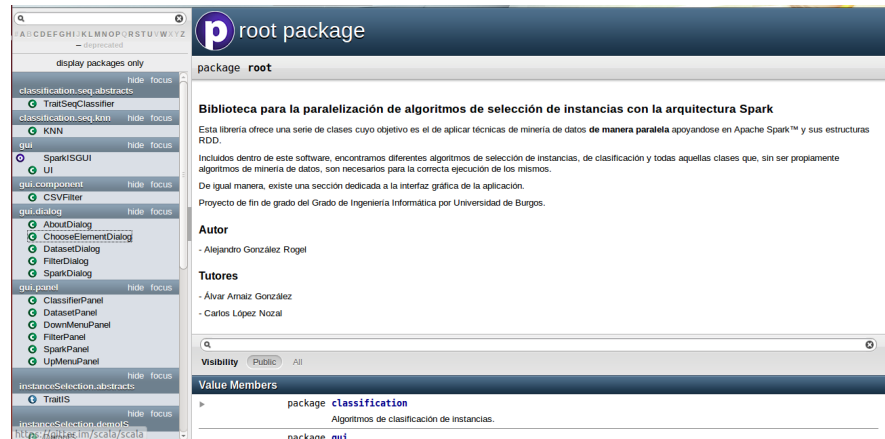 # A B C D E F G H I J K L M N O P Q R S T U V W X Y Z
– deprecated
display packages only
hide focus
classification.seq.abstracts
TraitSeqClassifier
classification.seq.knn hide focus
KNN
gui hide focus
SparkISGUI
UI
gui.component hide focus
CSVFilter
gui.dialog hide focus
AboutDialog
ChooseElementDialog
DatasetDialog
FilterDialog
SparkDialog
gui.panel hide focus
ClassifierPanel
DatasetPanel
DownMenuPanel
FilterPanel
SparkPanel
UpMenuPanel
hide focus
instanceSelection.abstracts
TraitIS
hide focus
instanceSelection.demoIS
https://gitter.im/scala/scala
p root package
package root
Biblioteca para la paralelización de algoritmos de selección de instancias con la arquitectura Spark
Esta librería ofrece una serie de clases cuyo objetivo es el de aplicar técnicas de minería de datos de manera paralela apoyandose en Apache Spark™ y sus estructuras
RDD.
Incluidos dentro de este software, encontramos diferentes algoritmos de selección de instancias, de clasificación y todas aquellas clases que, sin ser propiamente
algoritmos de minería de datos, son necesarios para la correcta ejecución de los mismos.
De igual manera, existe una sección dedicada a la interfaz gráfica de la aplicación.
Proyecto de fin de grado del Grado de Ingeniería Informática por Universidad de Burgos.
Autor
- Alejandro González Rogel
Tutores
- Álvar Arnaiz González
- Carlos López Nozal
Visibility Public All
Value Members
package classification
Algoritmos de clasificación de instancias.
package gui